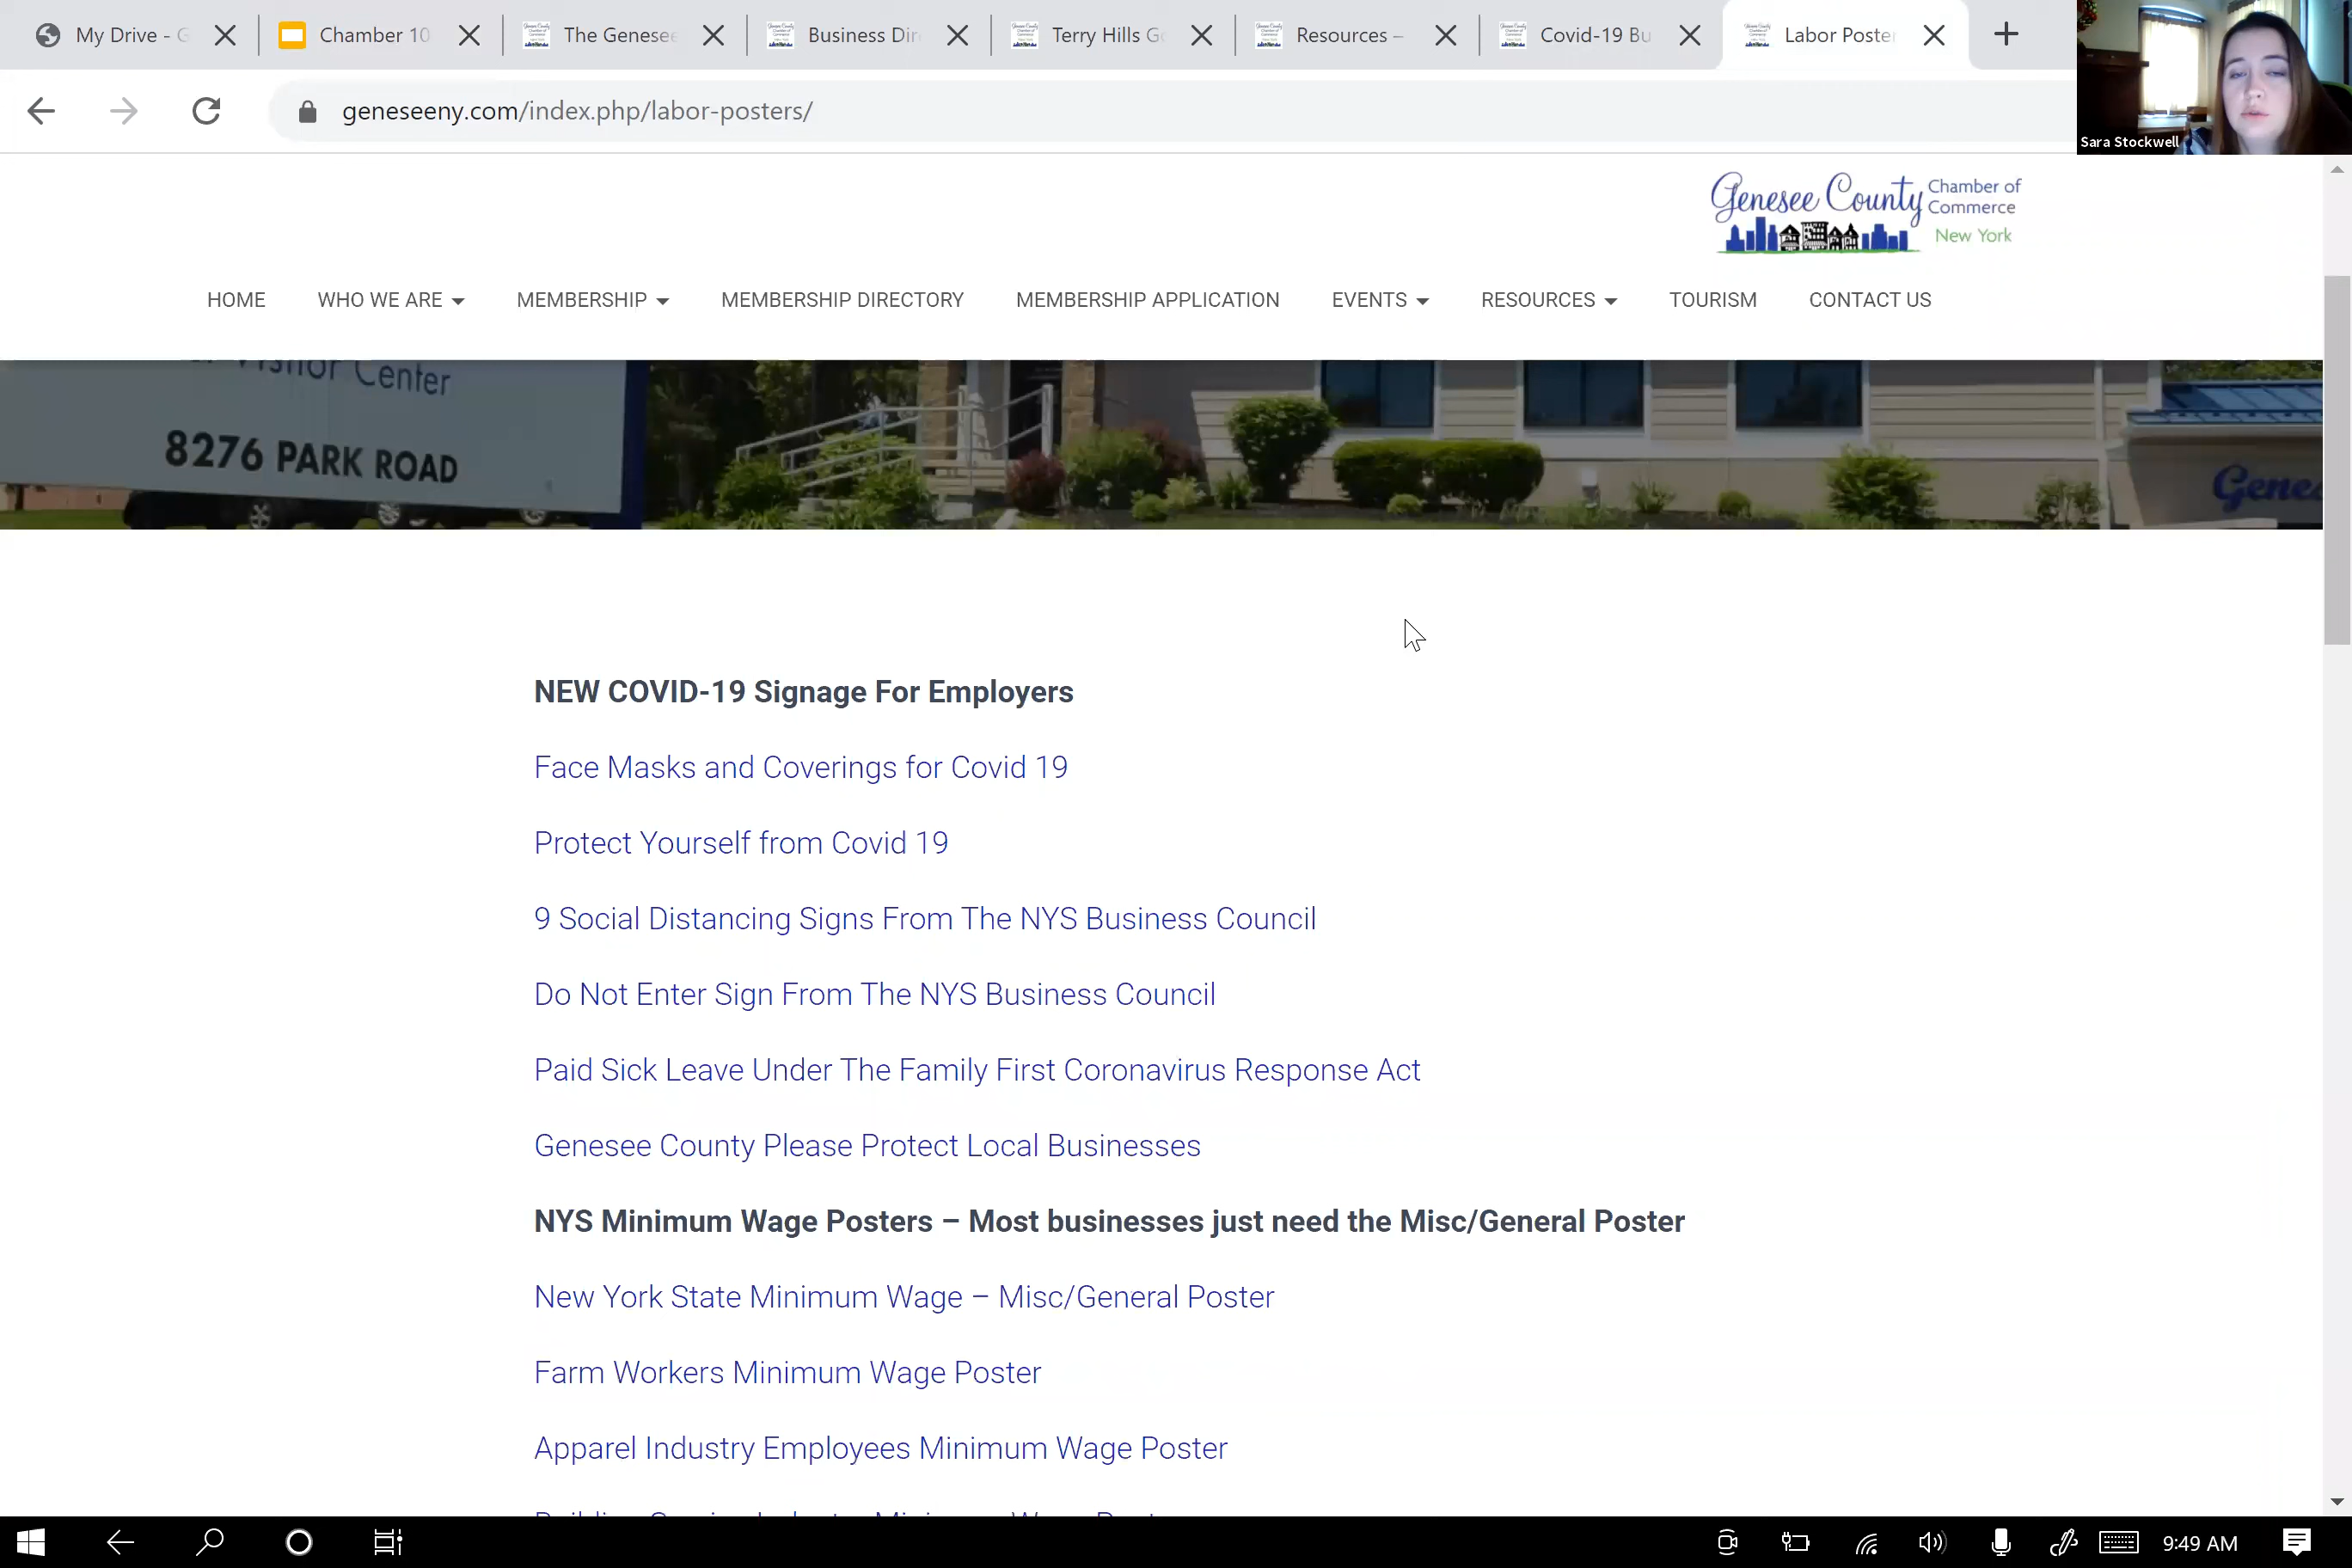 My Drive - G
Chamber 10
The Genesee
Business Dir
Terry Hills Go
Resources –
Covid-19 Bu
Labor Poster
geneseeny.com/index.php/labor-posters/
Sara Stockwell
Genesee County Chamber of Commerce New York
HOME WHO WE ARE MEMBERSHIP MEMBERSHIP DIRECTORY MEMBERSHIP APPLICATION EVENTS RESOURCES TOURISM CONTACT US
Visitor Center
8276 PARK ROAD
Genes
NEW COVID-19 Signage For Employers
Face Masks and Coverings for Covid 19
Protect Yourself from Covid 19
9 Social Distancing Signs From The NYS Business Council
Do Not Enter Sign From The NYS Business Council
Paid Sick Leave Under The Family First Coronavirus Response Act
Genesee County Please Protect Local Businesses
NYS Minimum Wage Posters – Most businesses just need the Misc/General Poster
New York State Minimum Wage – Misc/General Poster
Farm Workers Minimum Wage Poster
Apparel Industry Employees Minimum Wage Poster
9:49 AM